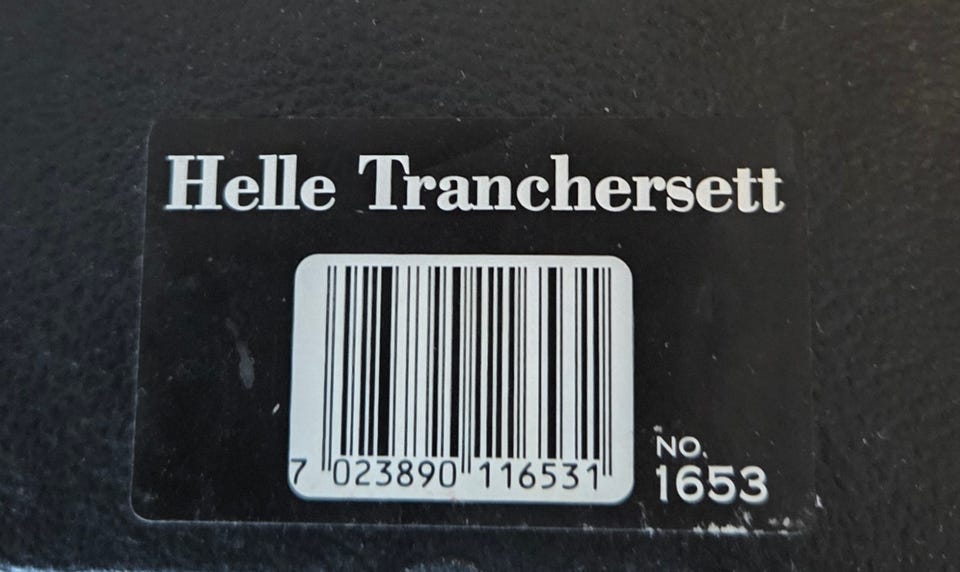 Helle Tranchersett
7 023890 116531
NO.
1653